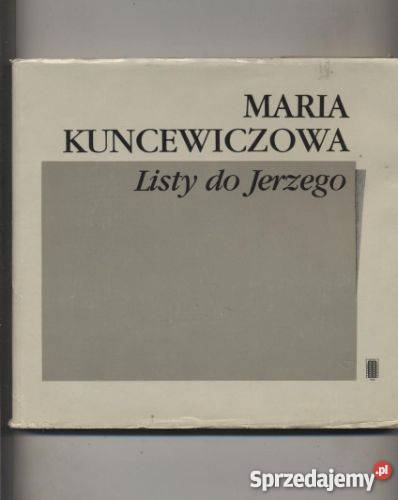 MARIA
KUNCEWICZOWA
Listy do Jerzego
Sprzedajemy.pl